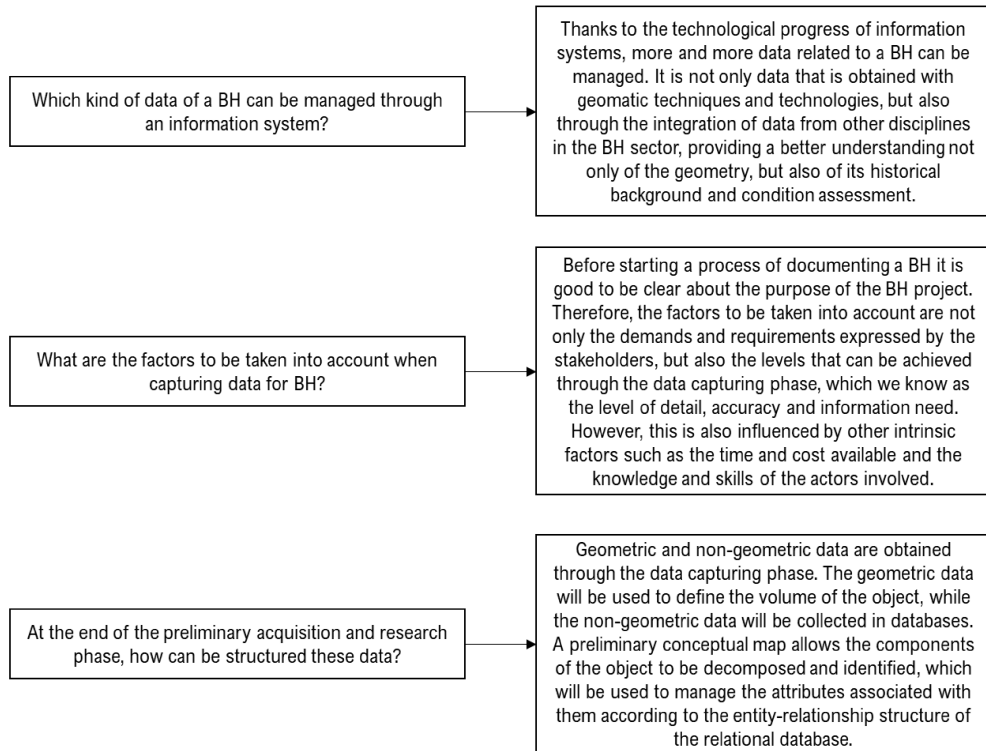 Which kind of data of a BH can be managed through
an information system?
Thanks to the technological progress of information
systems, more and more data related to a BH can be
managed. It is not only data that is obtained with
geomatic techniques and technologies, but also
through the integration of data from other disciplines
in the BH sector, providing a better understanding not
only of the geometry, but also of its historical
background and condition assessment.
What are the factors to be taken into account when
capturing data for BH?
Before starting a process of documenting a BH it is
good to be clear about the purpose of the BH project.
Therefore, the factors to be taken into account are not
only the demands and requirements expressed by the
stakeholders, but also the levels that can be achieved
through the data capturing phase, which we know as
the level of detail, accuracy and information need.
However, this is also influenced by other intrinsic
factors such as the time and cost available and the
knowledge and skills of the actors involved.
At the end of the preliminary acquisition and research
phase, how can be structured these data?
Geometric and non-geometric data are obtained
through the data capturing phase. The geometric data
will be used to define the volume of the object, while
the non-geometric data will be collected in databases.
A preliminary conceptual map allows the components
of the object to be decomposed and identified, which
will be used to manage the attributes associated with
them according to the entity-relationship structure of
the relational database.